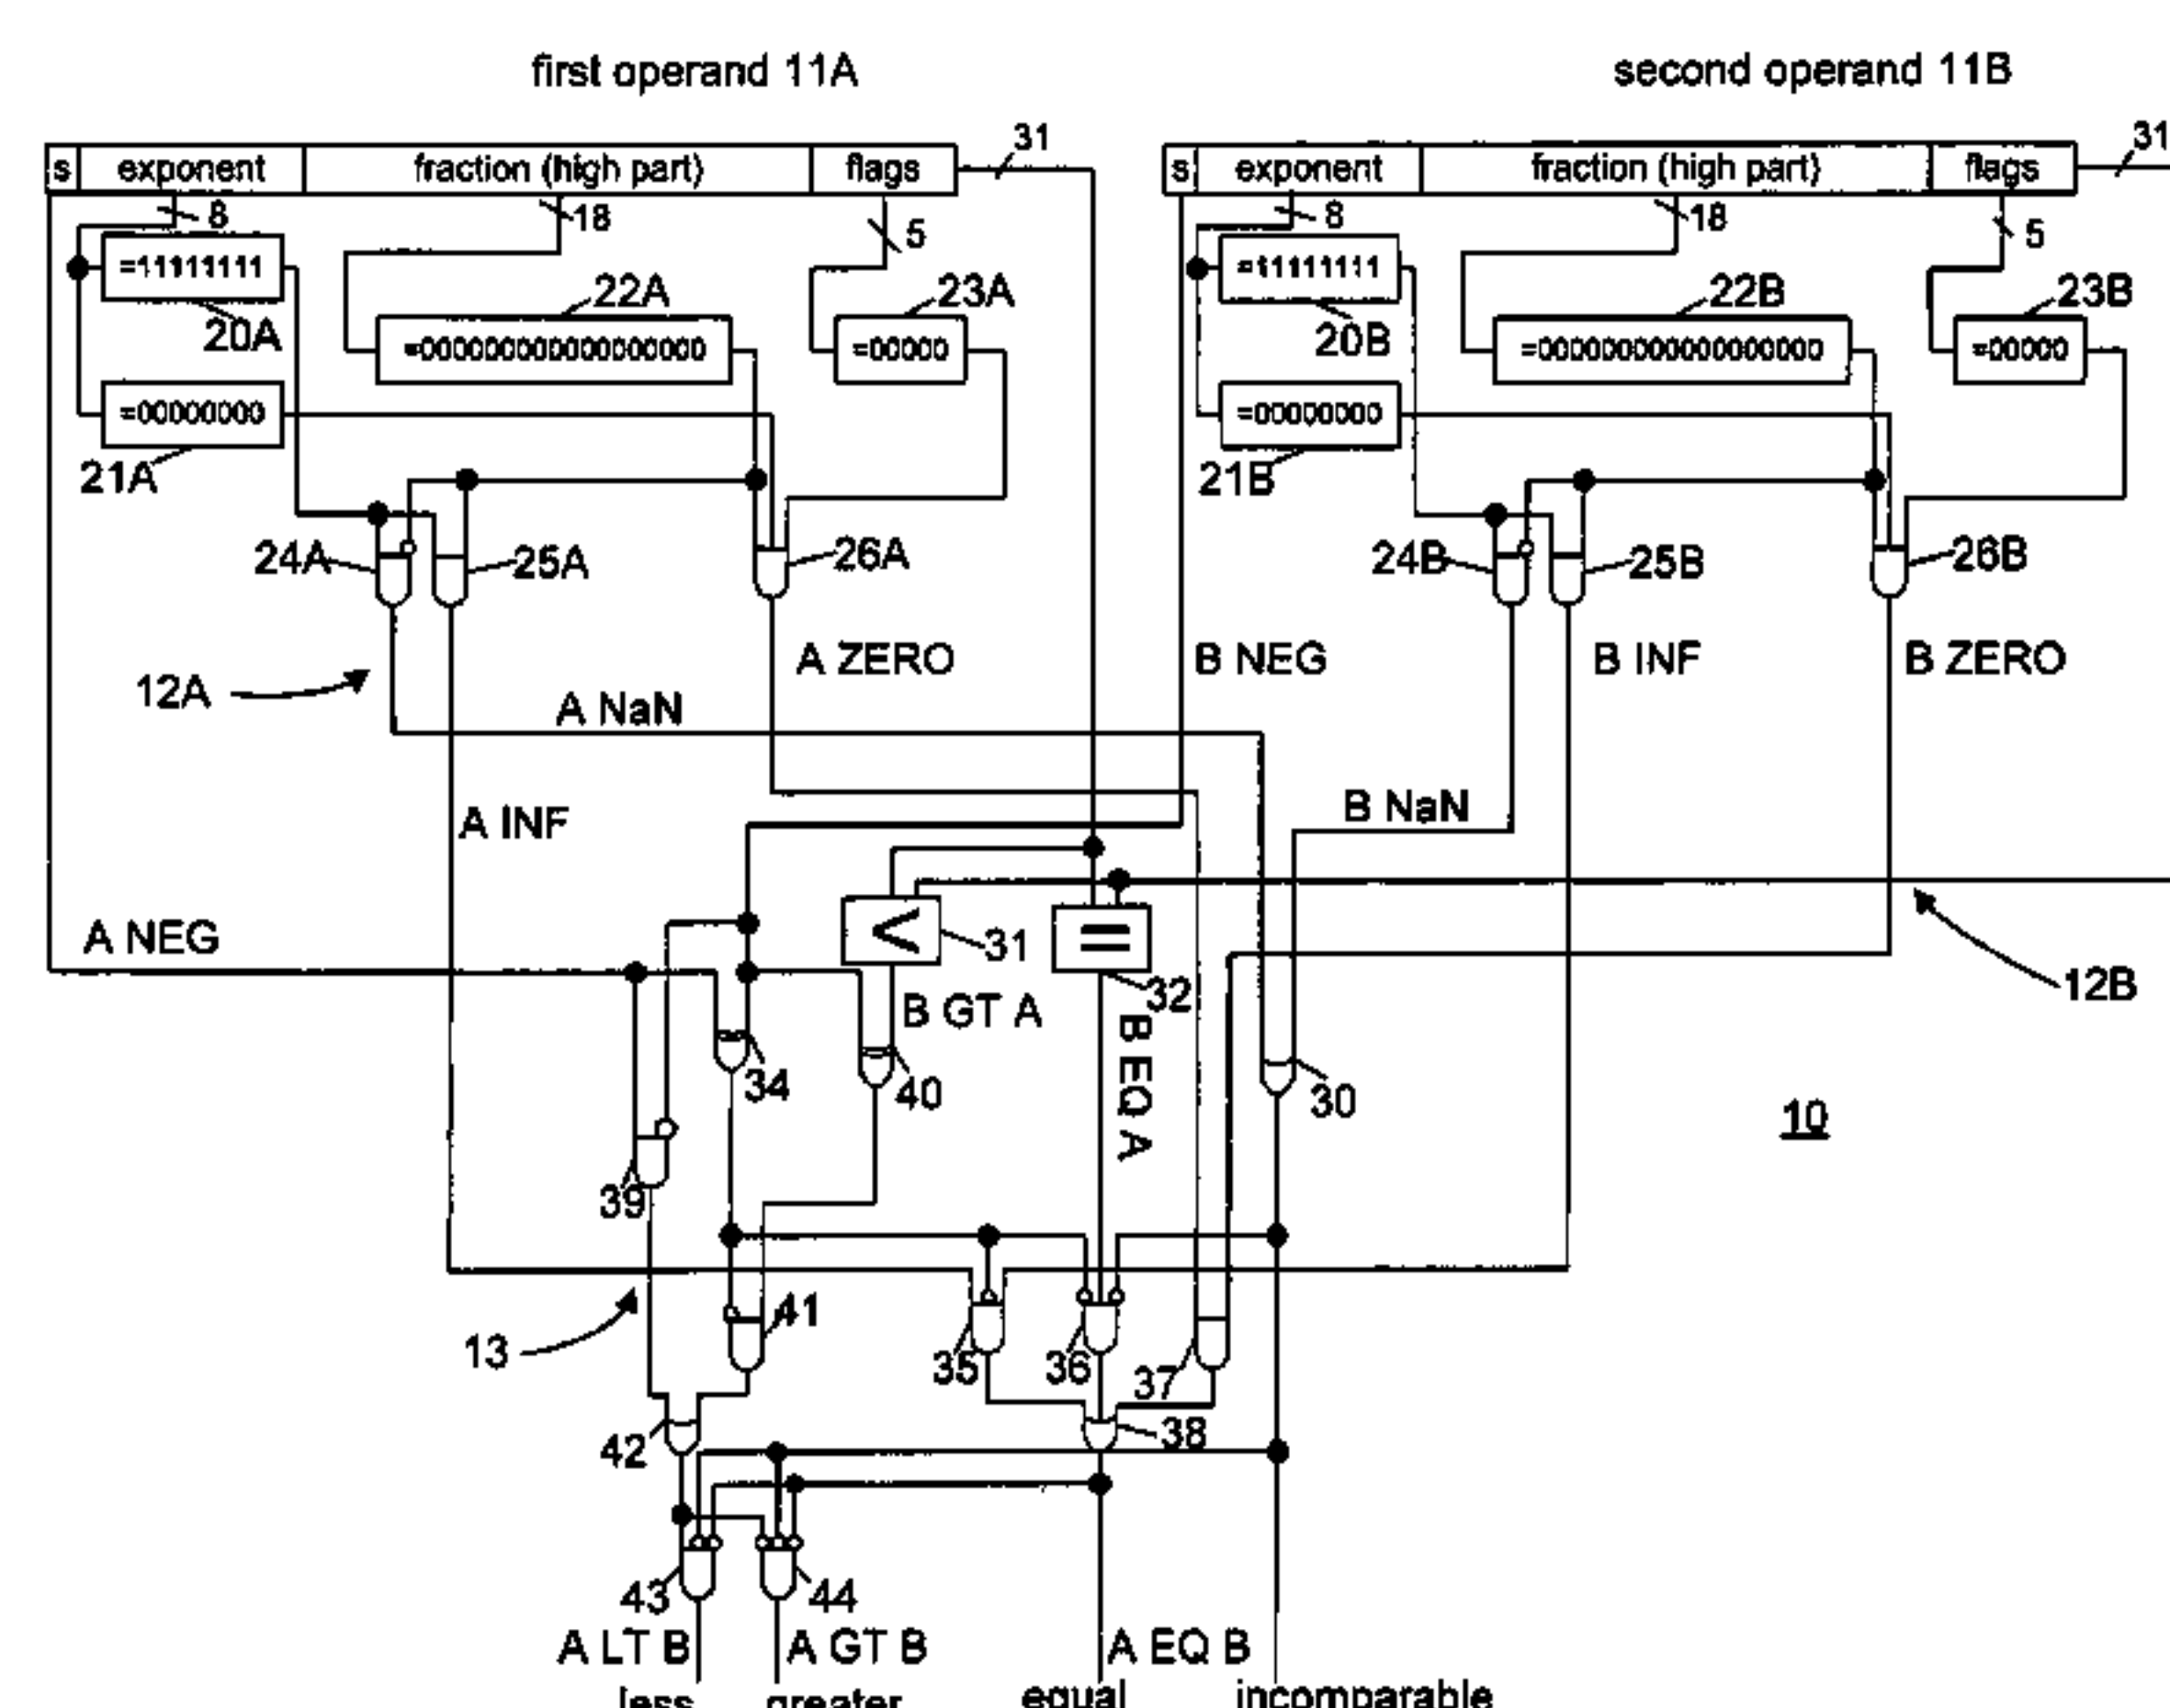 first operand 11A second operand 11B
31 31
s exponent fraction (high part) flags s exponent fraction (high part) flags
8 18 5 8 18 5
=11111111 =11111111
22A 23A 22B 23B
20A 20B
=000000000000000000 =00000 =000000000000000000 =00000
=00000000 =00000000
21A 21B
24A 25A 26A 24B 25B 26B
A ZERO B NEG B INF B ZERO
12A
A NaN
B NaN
A INF
A NEG < 31 = 12B
32
B GT A
B EQ A
34 40 30
10
39
41
13 35 36 37
42 38
43 44
A LT B A GT B A EQ B
less greater equal incomparable